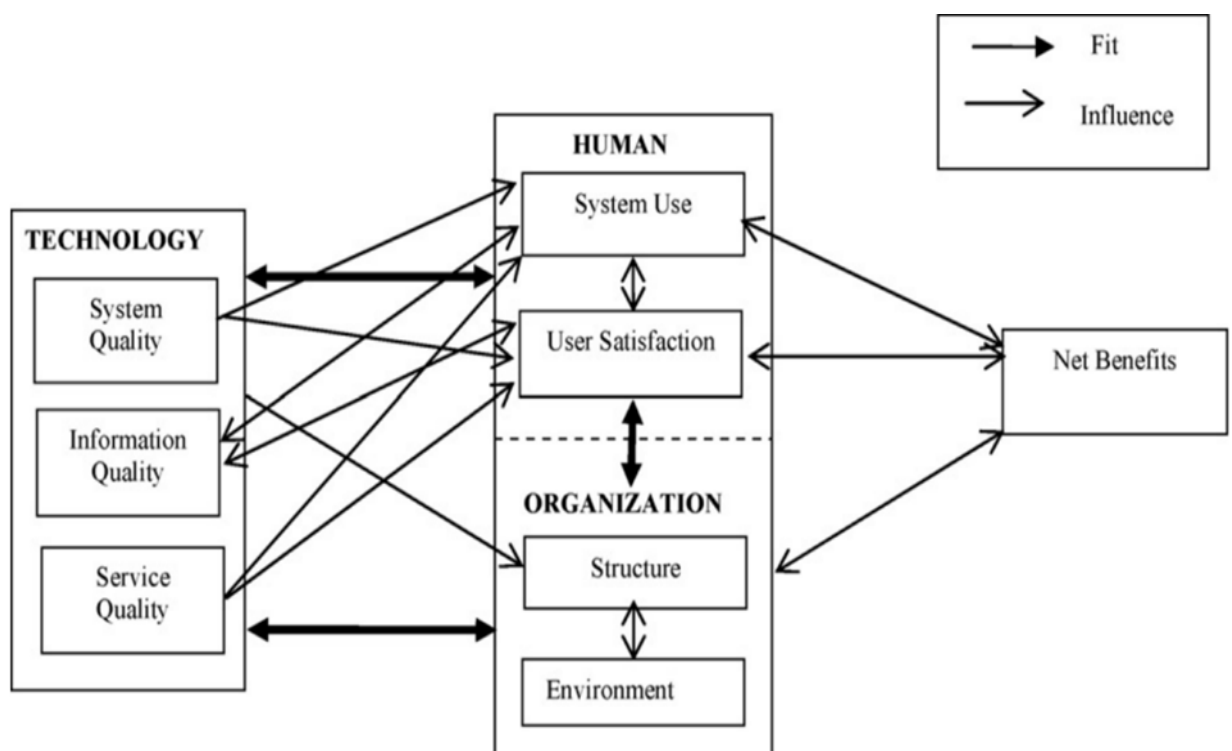 Fit
Influence
HUMAN
System Use
TECHNOLOGY
System
Quality
User Satisfaction
Net Benefits
Information
Quality
ORGANIZATION
Structure
Service
Quality
Environment